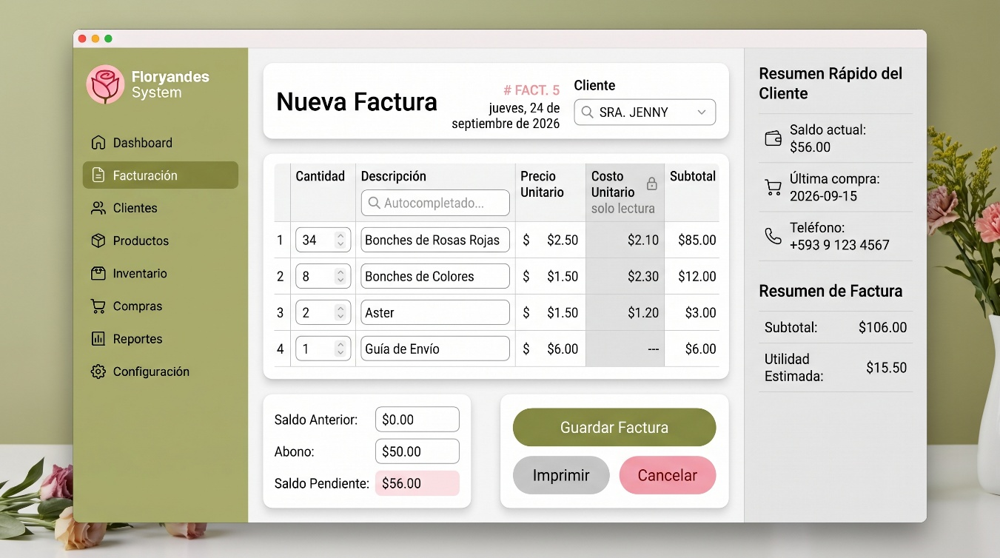 Floryandes
System
Dashboard
Facturación
Clientes
Productos
Inventario
Compras
Reportes
Configuración
Nueva Factura
# FACT. 5
jueves, 24 de
septiembre de 2026
Cliente
SRA. JENNY
Cantidad Descripción Precio Unitario Costo Unitario solo lectura Subtotal
Autocompletado...
1 34 Bonches de Rosas Rojas $ $2.50 $2.10 $85.00
2 8 Bonches de Colores $ $1.50 $2.30 $12.00
3 2 Aster $ $1.50 $1.20 $3.00
4 1 Guía de Envío $ $6.00 --- $6.00
Saldo Anterior: $0.00
Abono: $50.00
Saldo Pendiente: $56.00
Guardar Factura
Imprimir Cancelar
Resumen Rápido del
Cliente
Saldo actual:
$56.00
Última compra:
2026-09-15
Teléfono:
+593 9 123 4567
Resumen de Factura
Subtotal: $106.00
Utilidad
Estimada: $15.50